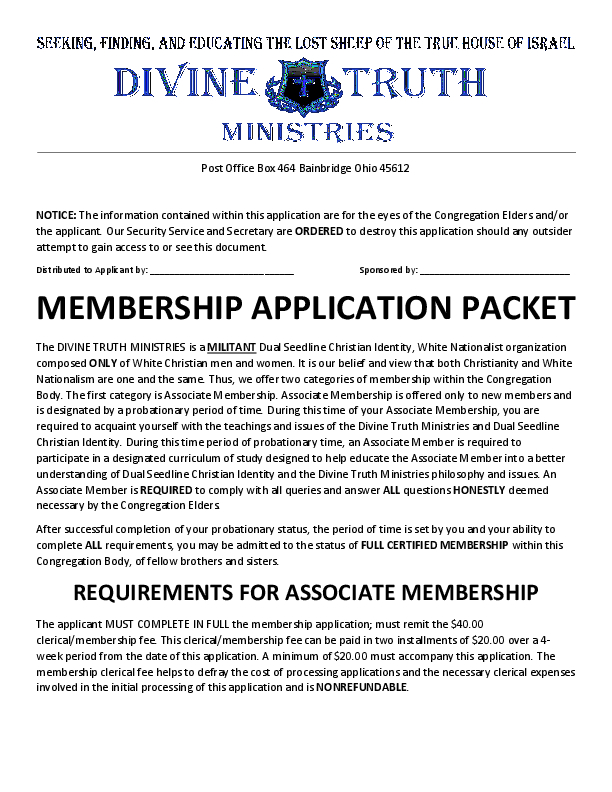 SEEKING, FINDING, AND EDUCATING THE LOST SHEEP OF THE TRUE HOUSE OF ISRAEL
DIVINE TRUTH
MINISTRIES
Post Office Box 464 Bainbridge Ohio 45612
NOTICE: The information contained within this application are for the eyes of the Congregation Elders and/or
the applicant. Our Security Service and Secretary are ORDERED to destroy this application should any outsider
attempt to gain access to or see this document.
Distributed to Applicant by: ______________________________ Sponsored by: ______________________________
MEMBERSHIP APPLICATION PACKET
The DIVINE TRUTH MINISTRIES is a MILITANT Dual Seedline Christian Identity, White Nationalist organization
composed ONLY of White Christian men and women. It is our belief and view that both Christianity and White
Nationalism are one and the same. Thus, we offer two categories of membership within the Congregation
Body. The first category is Associate Membership. Associate Membership is offered only to new members and
is designated by a probationary period of time. During this time of your Associate Membership, you are
required to acquaint yourself with the teachings and issues of the Divine Truth Ministries and Dual Seedline
Christian Identity. During this time period of probationary time, an Associate Member is required to
participate in a designated curriculum of study designed to help educate the Associate Member into a better
understanding of Dual Seedline Christian Identity and the Divine Truth Ministries philosophy and issues. An
Associate Member is REQUIRED to comply with all queries and answer ALL questions HONESTLY deemed
necessary by the Congregation Elders.
After successful completion of your probationary status, the period of time is set by you and your ability to
complete ALL requirements, you may be admitted to the status of FULL CERTIFIED MEMBERSHIP within this
Congregation Body, of fellow brothers and sisters.
REQUIREMENTS FOR ASSOCIATE MEMBERSHIP
The applicant MUST COMPLETE IN FULL the membership application; must remit the $40.00
clerical/membership fee. This clerical/membership fee can be paid in two installments of $20.00 over a 4-
week period from the date of this application. A minimum of $20.00 must accompany this application. The
membership clerical fee helps to defray the cost of processing applications and the necessary clerical expenses
involved in the initial processing of this application and is NONREFUNDABLE.